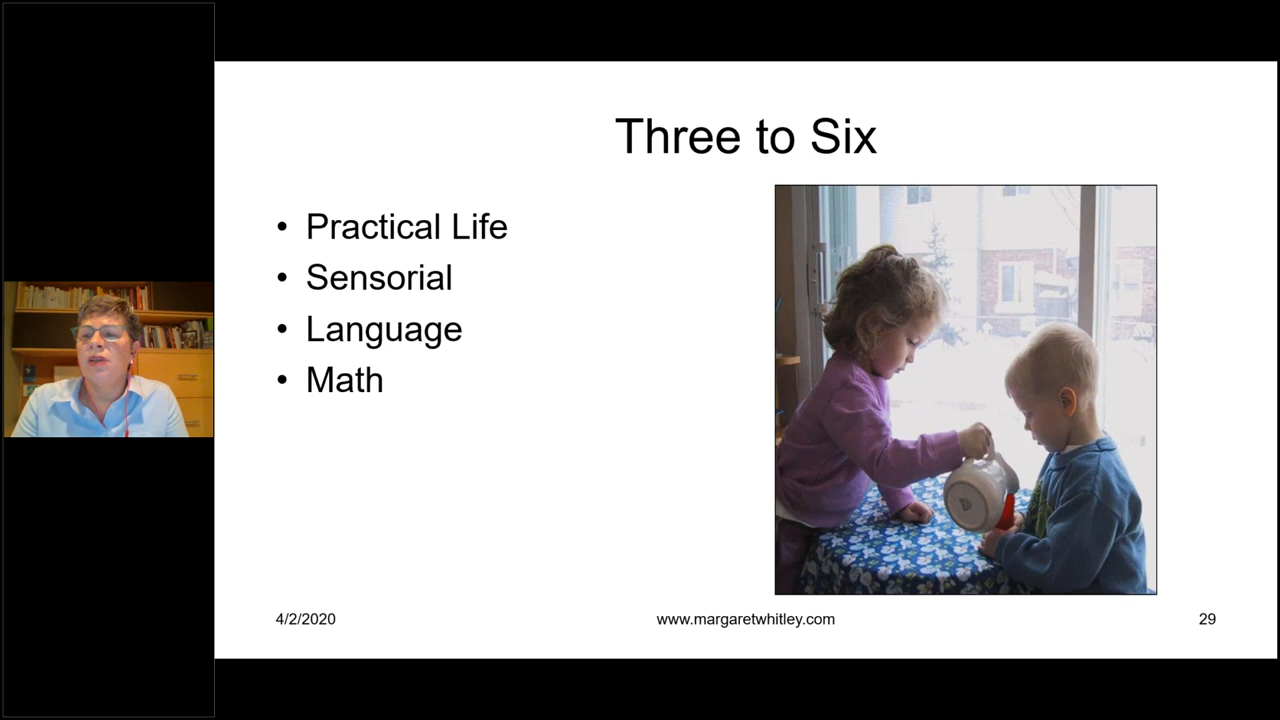 Three to Six
• Practical Life
• Sensorial
• Language
• Math
4/2/2020
www.margaretwhitley.com
29